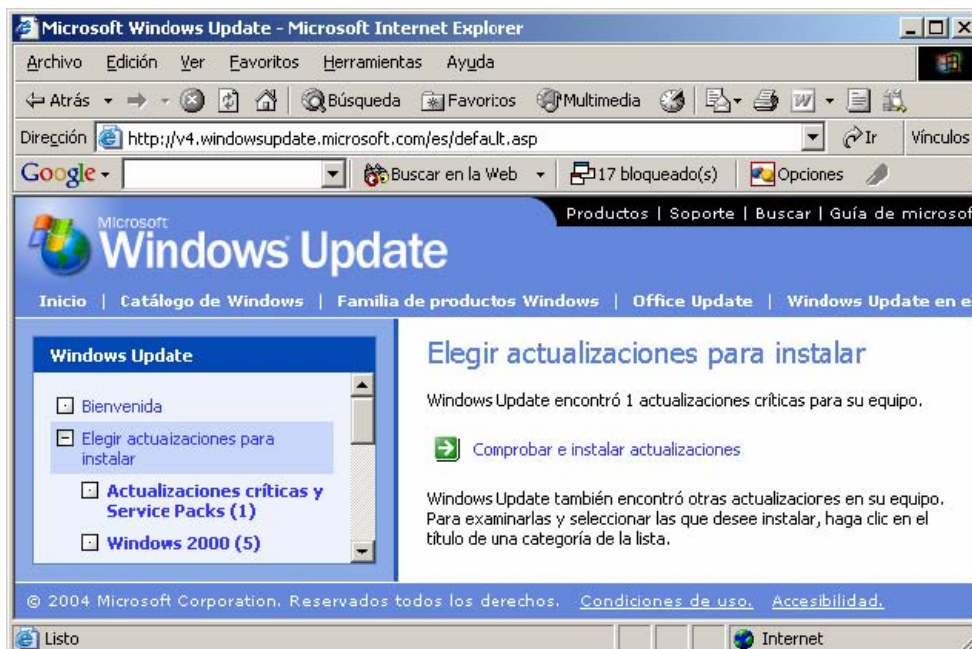 Microsoft Windows Update - Microsoft Internet Explorer
Archivo Edición Ver Favoritos Herramientas Ayuda
Atrás Búsqueda Favoritos Multimedia
Dirección http://v4.windowsupdate.microsoft.com/es/default.asp Ir Vínculos
Google Buscar en la Web 17 bloqueado(s) Opciones
Productos | Soporte | Buscar | Guía de microsof
Microsoft
Windows Update
Inicio | Catálogo de Windows | Familia de productos Windows | Office Update | Windows Update en e
Windows Update
Bienvenida
Elegir actuaizaciones para
instalar
Actualizaciones críticas y
Service Packs (1)
Windows 2000 (5)
Elegir actualizaciones para instalar
Windows Update encontró 1 actualizaciones críticas para su equipo.
Comprobar e instalar actualizaciones
Windows Update también encontró otras actualizaciones en su equipo.
Para examinarlas y seleccionar las que desee instalar, haga clic en el
título de una categoría de la lista.
© 2004 Microsoft Corporation. Reservados todos los derechos. Condiciones de uso. Accesibilidad.
Listo Internet